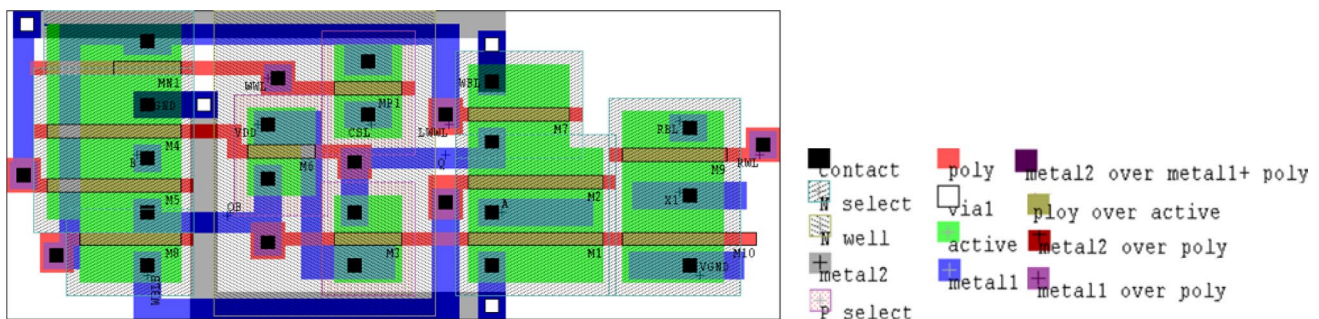 MN1
WWL
MP1
WBL
GND
VDD
CSL
LWWL
M7
RBL
M4
B
M6
Q
M9
RWL
M5
M2
X1
QB
A
M8
M3
M1
M10
VGND
contact
N select
N well
metal2
P select
poly
via1
active
metal1
metal2 over metal1+ poly
ploy over active
metal2 over poly
metal1 over poly